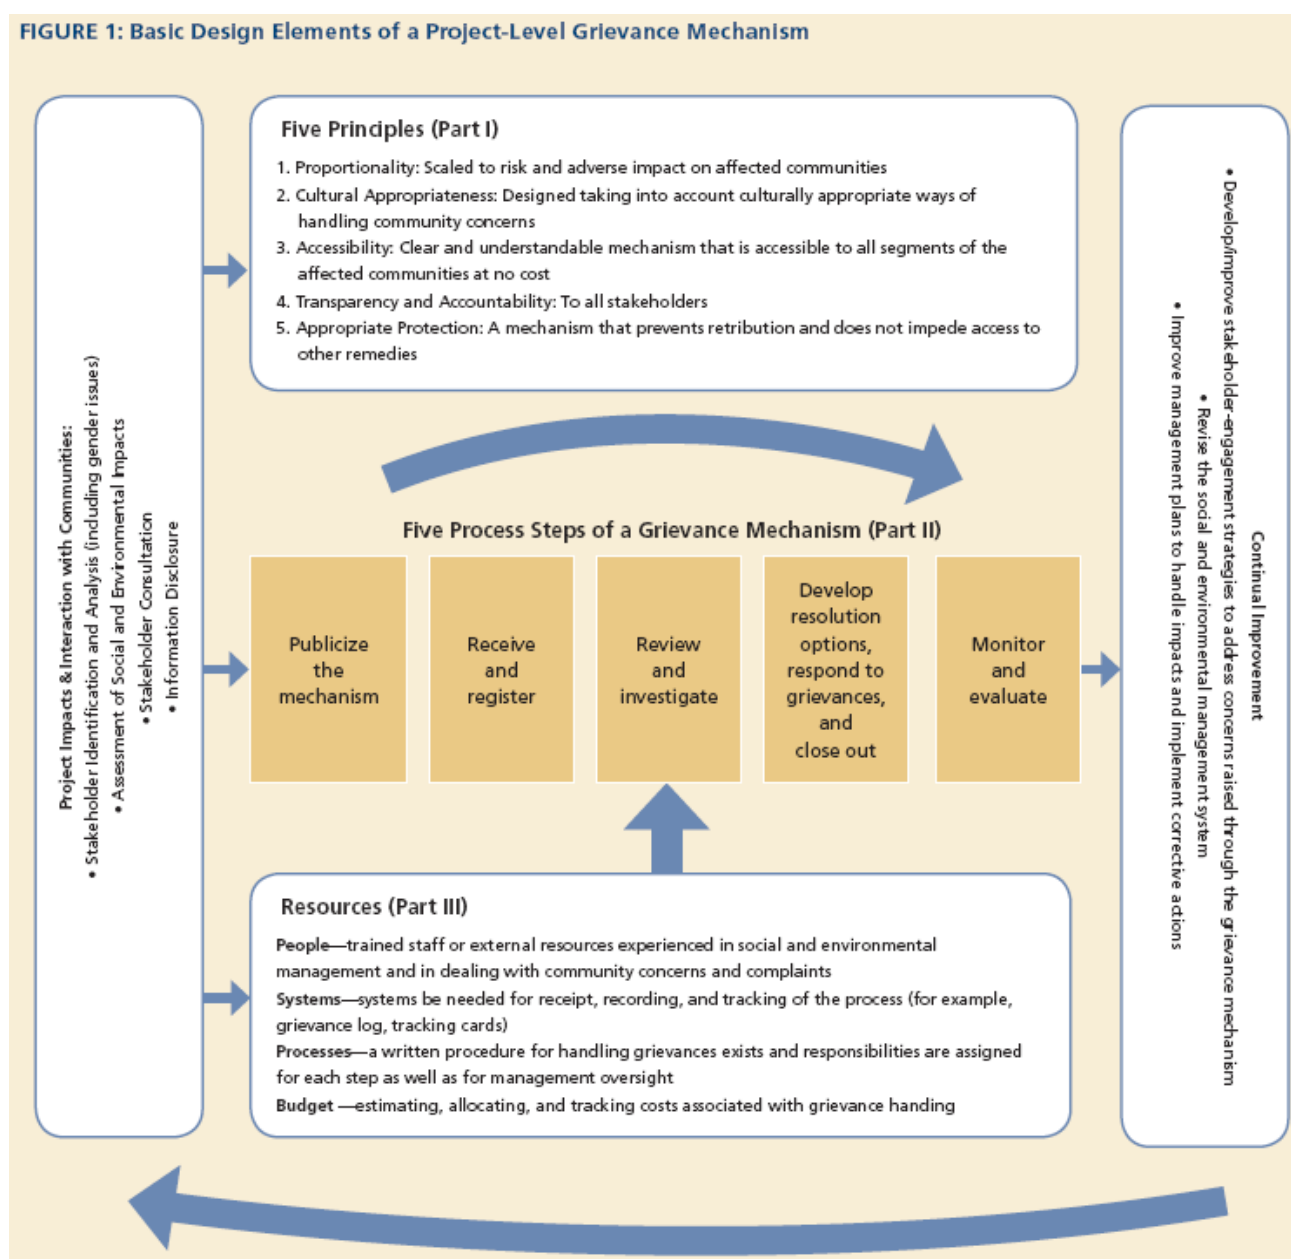 FIGURE 1: Basic Design Elements of a Project-Level Grievance Mechanism
Project Impacts & Interaction with Communities:
• Stakeholder Identification and Analysis (including gender issues)
• Assessment of Social and Environmental Impacts
• Stakeholder Consultation
• Information Disclosure
Five Principles (Part I)
1. Proportionality: Scaled to risk and adverse impact on affected communities
2. Cultural Appropriateness: Designed taking into account culturally appropriate ways of
handling community concerns
3. Accessibility: Clear and understandable mechanism that is accessible to all segments of the
affected communities at no cost
4. Transparency and Accountability: To all stakeholders
5. Appropriate Protection: A mechanism that prevents retribution and does not impede access to
other remedies
Five Process Steps of a Grievance Mechanism (Part II)
Publicize
the
mechanism
Receive
and
register
Review
and
investigate
Develop
resolution
options,
respond to
grievances,
and
close out
Monitor
and
evaluate
Resources (Part III)
People—trained staff or external resources experienced in social and environmental
management and in dealing with community concerns and complaints
Systems—systems be needed for receipt, recording, and tracking of the process (for example,
grievance log, tracking cards)
Processes—a written procedure for handling grievances exists and responsibilities are assigned
for each step as well as for management oversight
Budget —estimating, allocating, and tracking costs associated with grievance handing
Continual Improvement
• Develop/improve stakeholder-engagement strategies to address concerns raised through the grievance mechanism
• Revise the social and environmental management system
• Improve management plans to handle impacts and implement corrective actions